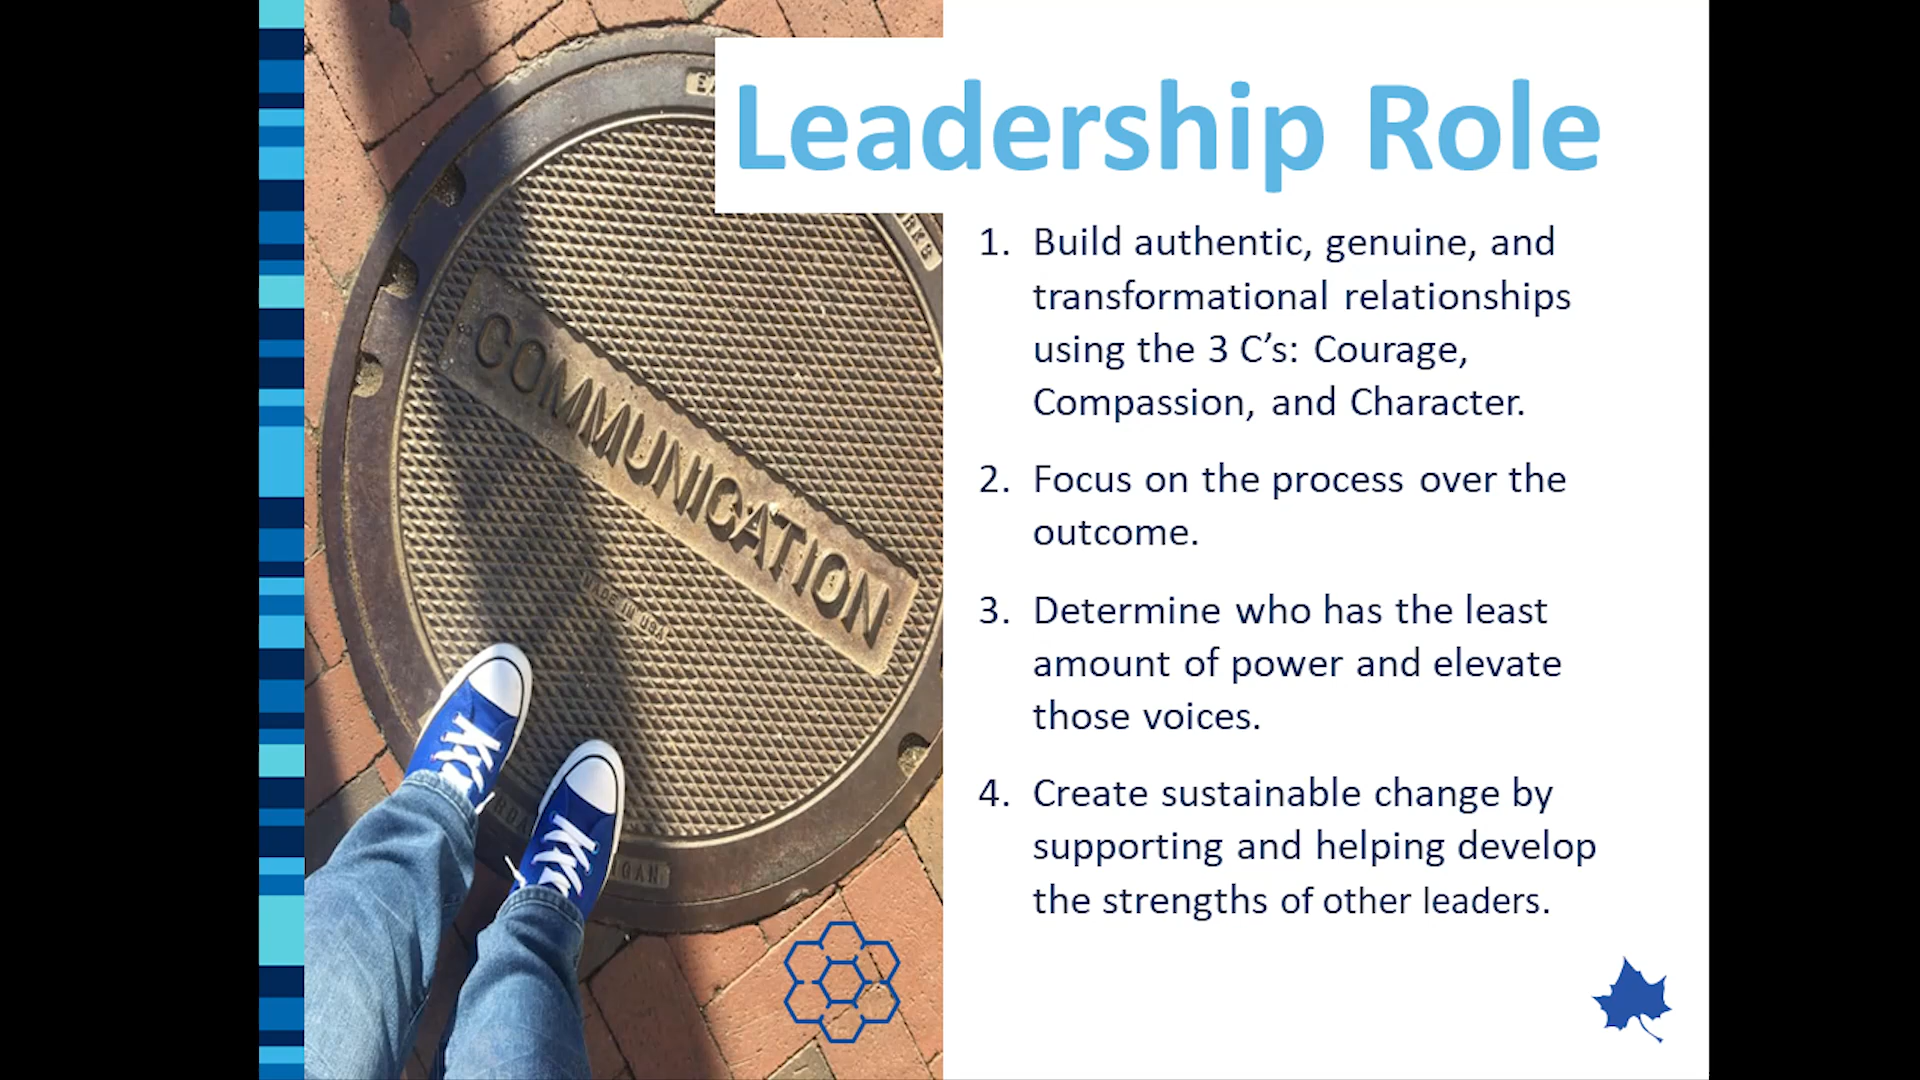 Leadership Role
1. Build authentic, genuine, and
transformational relationships
using the 3 C’s: Courage,
Compassion, and Character.
2. Focus on the process over the
outcome.
3. Determine who has the least
amount of power and elevate
those voices.
4. Create sustainable change by
supporting and helping develop
the strengths of other leaders.
COMMUNICATION
MADE IN USA